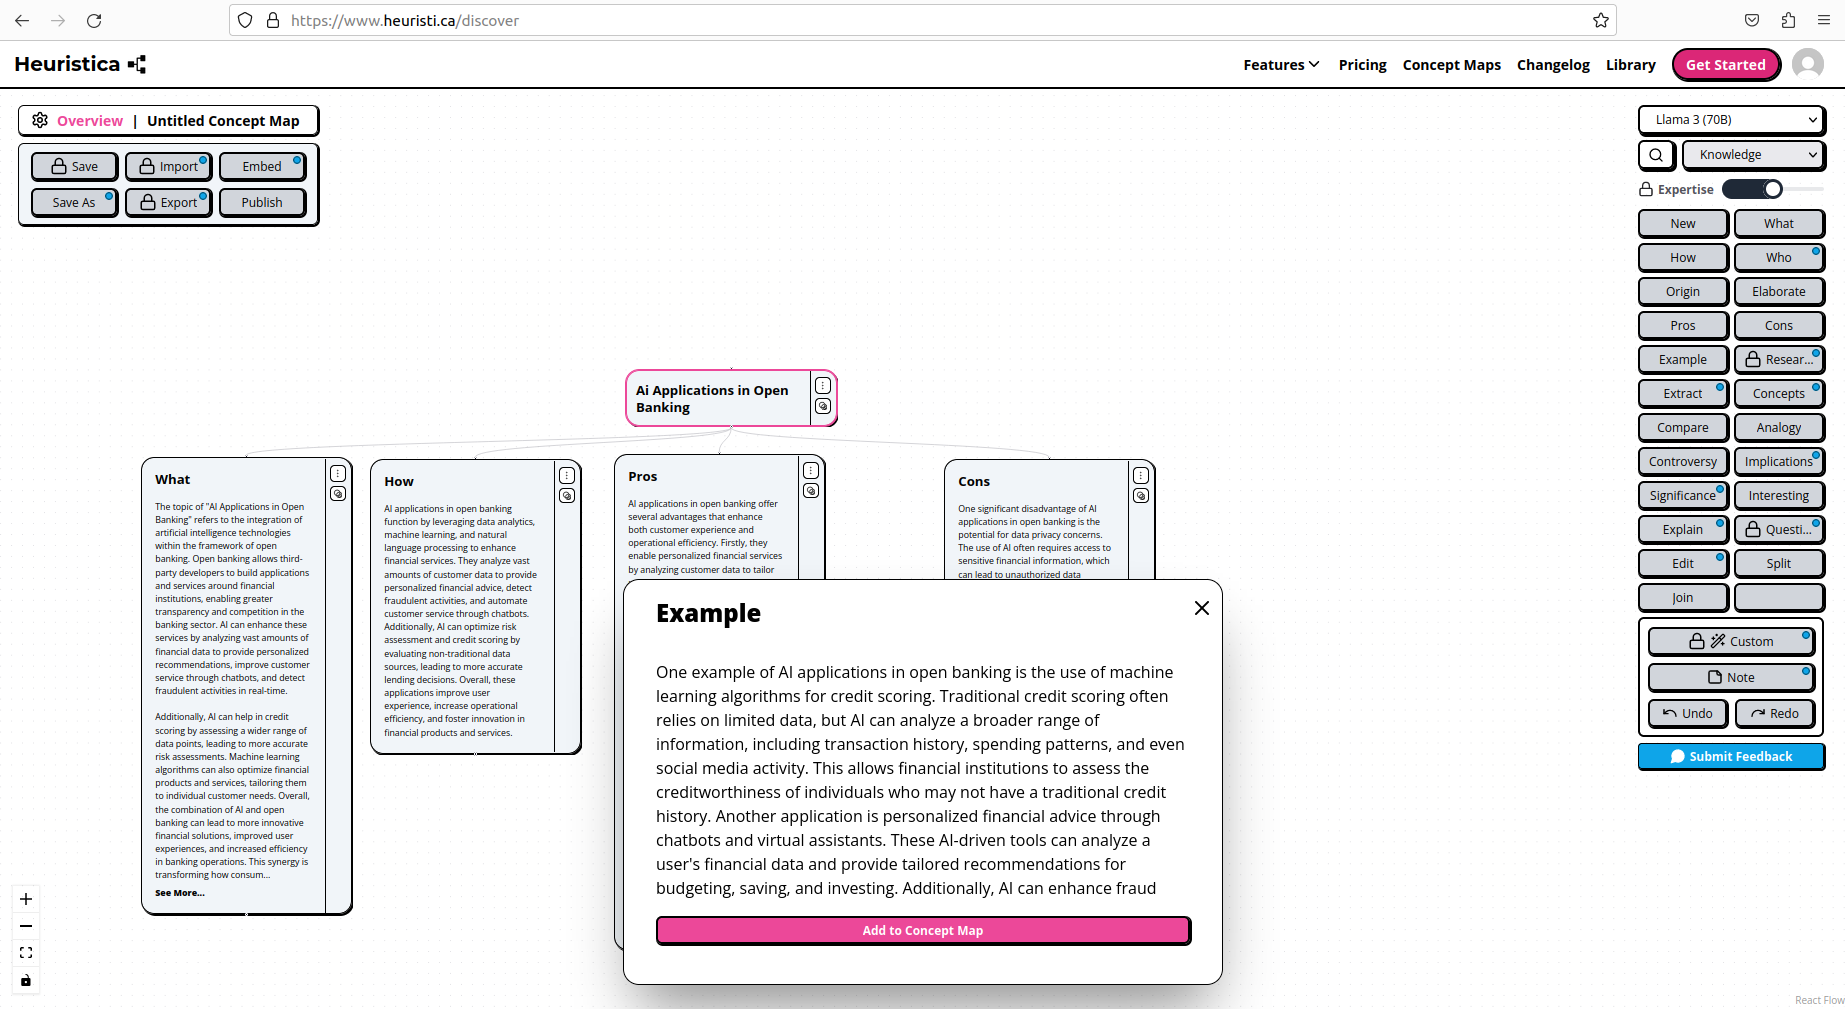 https://www.heuristi.ca/discover
Heuristica
Features
Pricing
Concept Maps
Changelog
Library
Get Started
Overview | Untitled Concept Map
Save
Import
Embed
Save As
Export
Publish
Llama 3 (70B)
Knowledge
Expertise
New
What
How
Who
Origin
Elaborate
Pros
Cons
Example
Resear...
Extract
Concepts
Compare
Analogy
Controversy
Implications
Significance
Interesting
Explain
Questi...
Edit
Split
Join
Custom
Note
Undo
Redo
Submit Feedback
Ai Applications in Open
Banking
What
The topic of "AI Applications in Open
Banking" refers to the integration of
artificial intelligence technologies
within the framework of open
banking. Open banking allows third-
party developers to build applications
and services around financial
institutions, enabling greater
transparency and competition in the
banking sector. AI can enhance these
services by analyzing vast amounts of
financial data to provide personalized
recommendations, improve customer
service through chatbots, and detect
fraudulent activities in real-time.
Additionally, AI can help in credit
scoring by assessing a wider range of
data points, leading to more accurate
risk assessments. Machine learning
algorithms can also optimize financial
products and services, tailoring them
to individual customer needs. Overall,
the combination of AI and open
banking can lead to more innovative
financial solutions, improved user
experiences, and increased efficiency
in banking operations. This synergy is
transforming how consum...
See More...
How
AI applications in open banking
function by leveraging data analytics,
machine learning, and natural
language processing to enhance
financial services. They analyze vast
amounts of customer data to provide
personalized financial advice, detect
fraudulent activities, and automate
customer service through chatbots.
Additionally, AI can optimize risk
assessment and credit scoring by
evaluating non-traditional data
sources, leading to more accurate
lending decisions. Overall, these
applications improve user
experience, increase operational
efficiency, and foster innovation in
financial products and services.
Pros
AI applications in open banking offer
several advantages that enhance
both customer experience and
operational efficiency. Firstly, they
enable personalized financial services
by analyzing customer data to tailor
Cons
One significant disadvantage of AI
applications in open banking is the
potential for data privacy concerns.
The use of AI often requires access to
sensitive financial information, which
can lead to unauthorized data
Example
One example of AI applications in open banking is the use of machine
learning algorithms for credit scoring. Traditional credit scoring often
relies on limited data, but AI can analyze a broader range of
information, including transaction history, spending patterns, and even
social media activity. This allows financial institutions to assess the
creditworthiness of individuals who may not have a traditional credit
history. Another application is personalized financial advice through
chatbots and virtual assistants. These AI-driven tools can analyze a
user's financial data and provide tailored recommendations for
budgeting, saving, and investing. Additionally, AI can enhance fraud
Add to Concept Map
React Flow